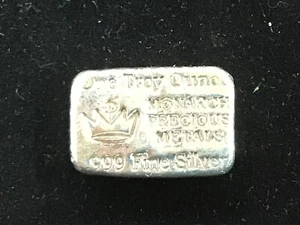 One Troy Ounce
MONARCH
PRECIOUS
METALS
.999 Fine Silver